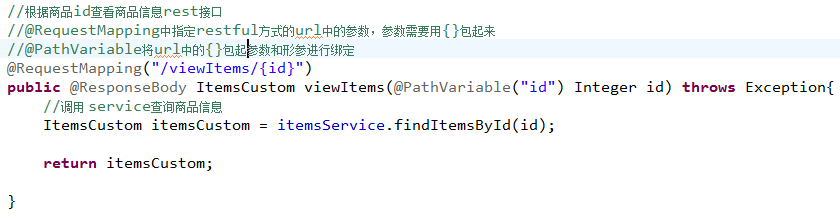 //根据商品id查看商品信息rest接口
//@RequestMapping中指定restful方式的url中的参数，参数需要用{}包起来
//@PathVariable将url中的{}包起参数和形参进行绑定
@RequestMapping("/viewItems/{id}")
public @ResponseBody ItemsCustom viewItems(@PathVariable("id") Integer id) throws Exception{
//调用 service查询商品信息
ItemsCustom itemsCustom = itemsService.findItemsById(id);
return itemsCustom;
}